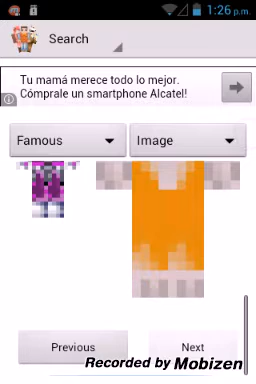 1:26 p.m.
Search
Tu mamá merece todo lo mejor.
Cómprale un smartphone Alcatel!
Famous
Image
Previous
Next
Recorded by Mobizen